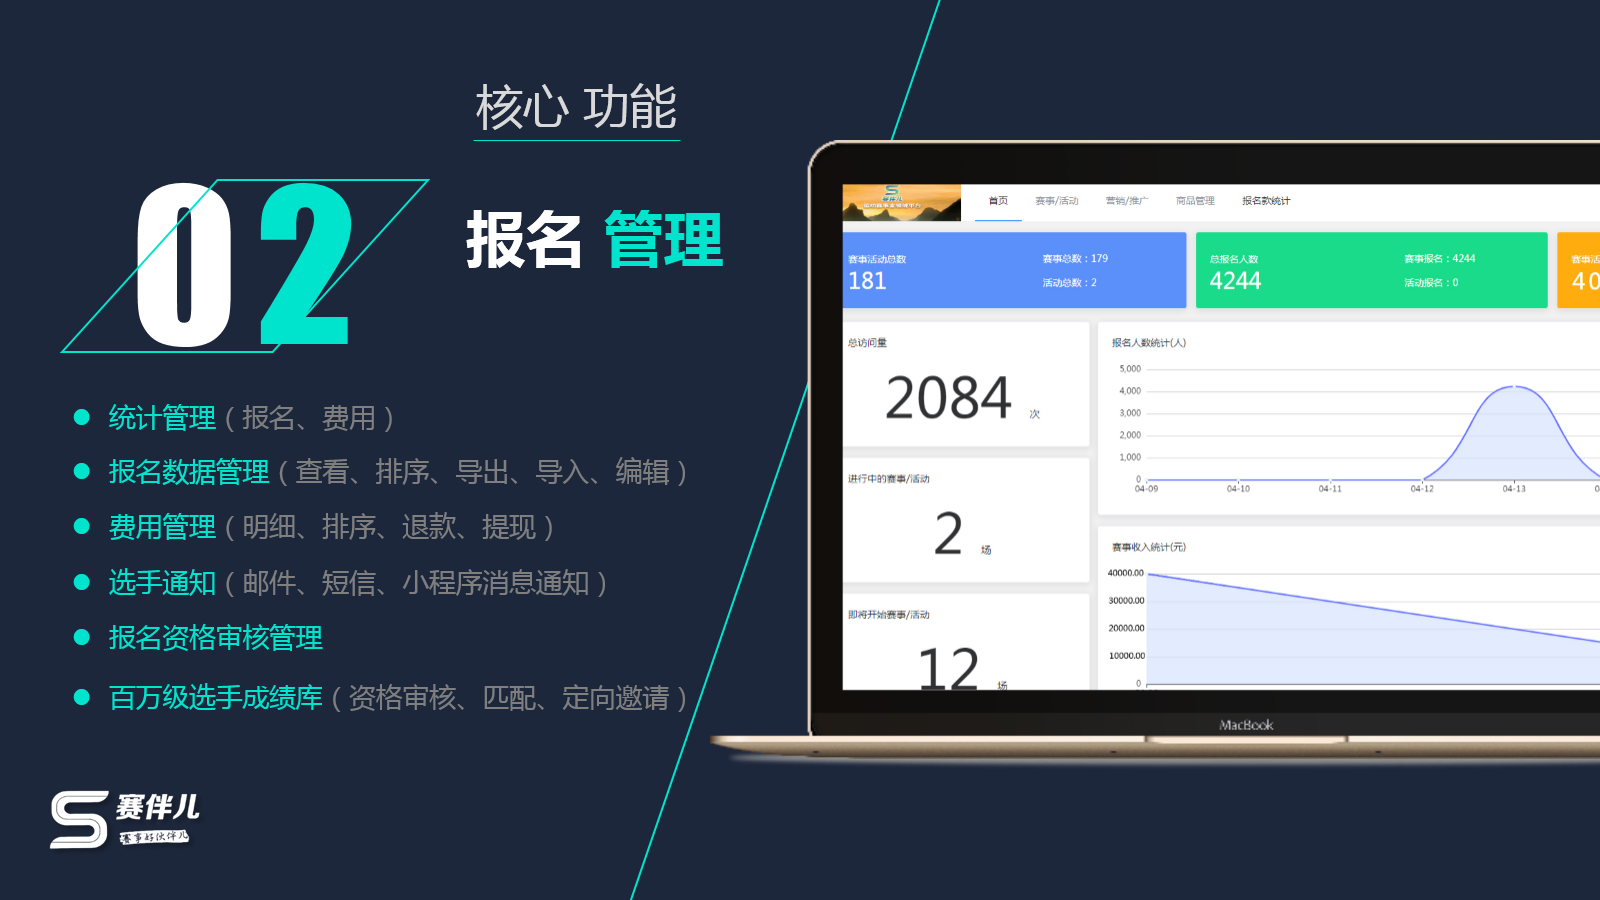 核心 功能
02
报名 管理
统计管理（报名、费用）
报名数据管理（查看、排序、导出、导入、编辑）
费用管理（明细、排序、退款、提现）
选手通知（邮件、短信、小程序消息通知）
报名资格审核管理
百万级选手成绩库（资格审核、匹配、定向邀请）
赛伴儿
赛事好伙伴儿
赛伴儿
首页 赛事/活动 营销/推广 商品管理 报名款统计
赛事活动总数
181
赛事总数：179
活动总数：2
总报名人数
4244
赛事报名：4244
活动报名：0
赛事活
40
总访问量
2084 次
进行中的赛事/活动
2 场
即将开始赛事/活动
12 场
报名人数统计(人)
5,000
4,000
3,000
2,000
1,000
0
04-09 04-10 04-11 04-12 04-13 0
赛事收入统计(元)
40000.00
30000.00
20000.00
10000.00
0
MacBook